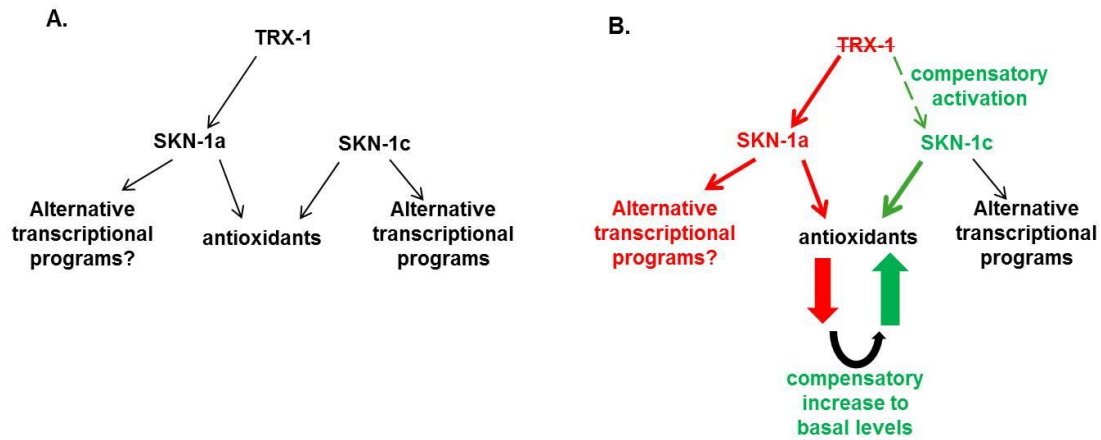 A.
TRX-1
SKN-1a
SKN-1c
Alternative
transcriptional
programs?
antioxidants
Alternative
transcriptional
programs
B.
TRX-1
compensatory
activation
SKN-1a
SKN-1c
Alternative
transcriptional
programs?
antioxidants
Alternative
transcriptional
programs
compensatory
increase to
basal levels